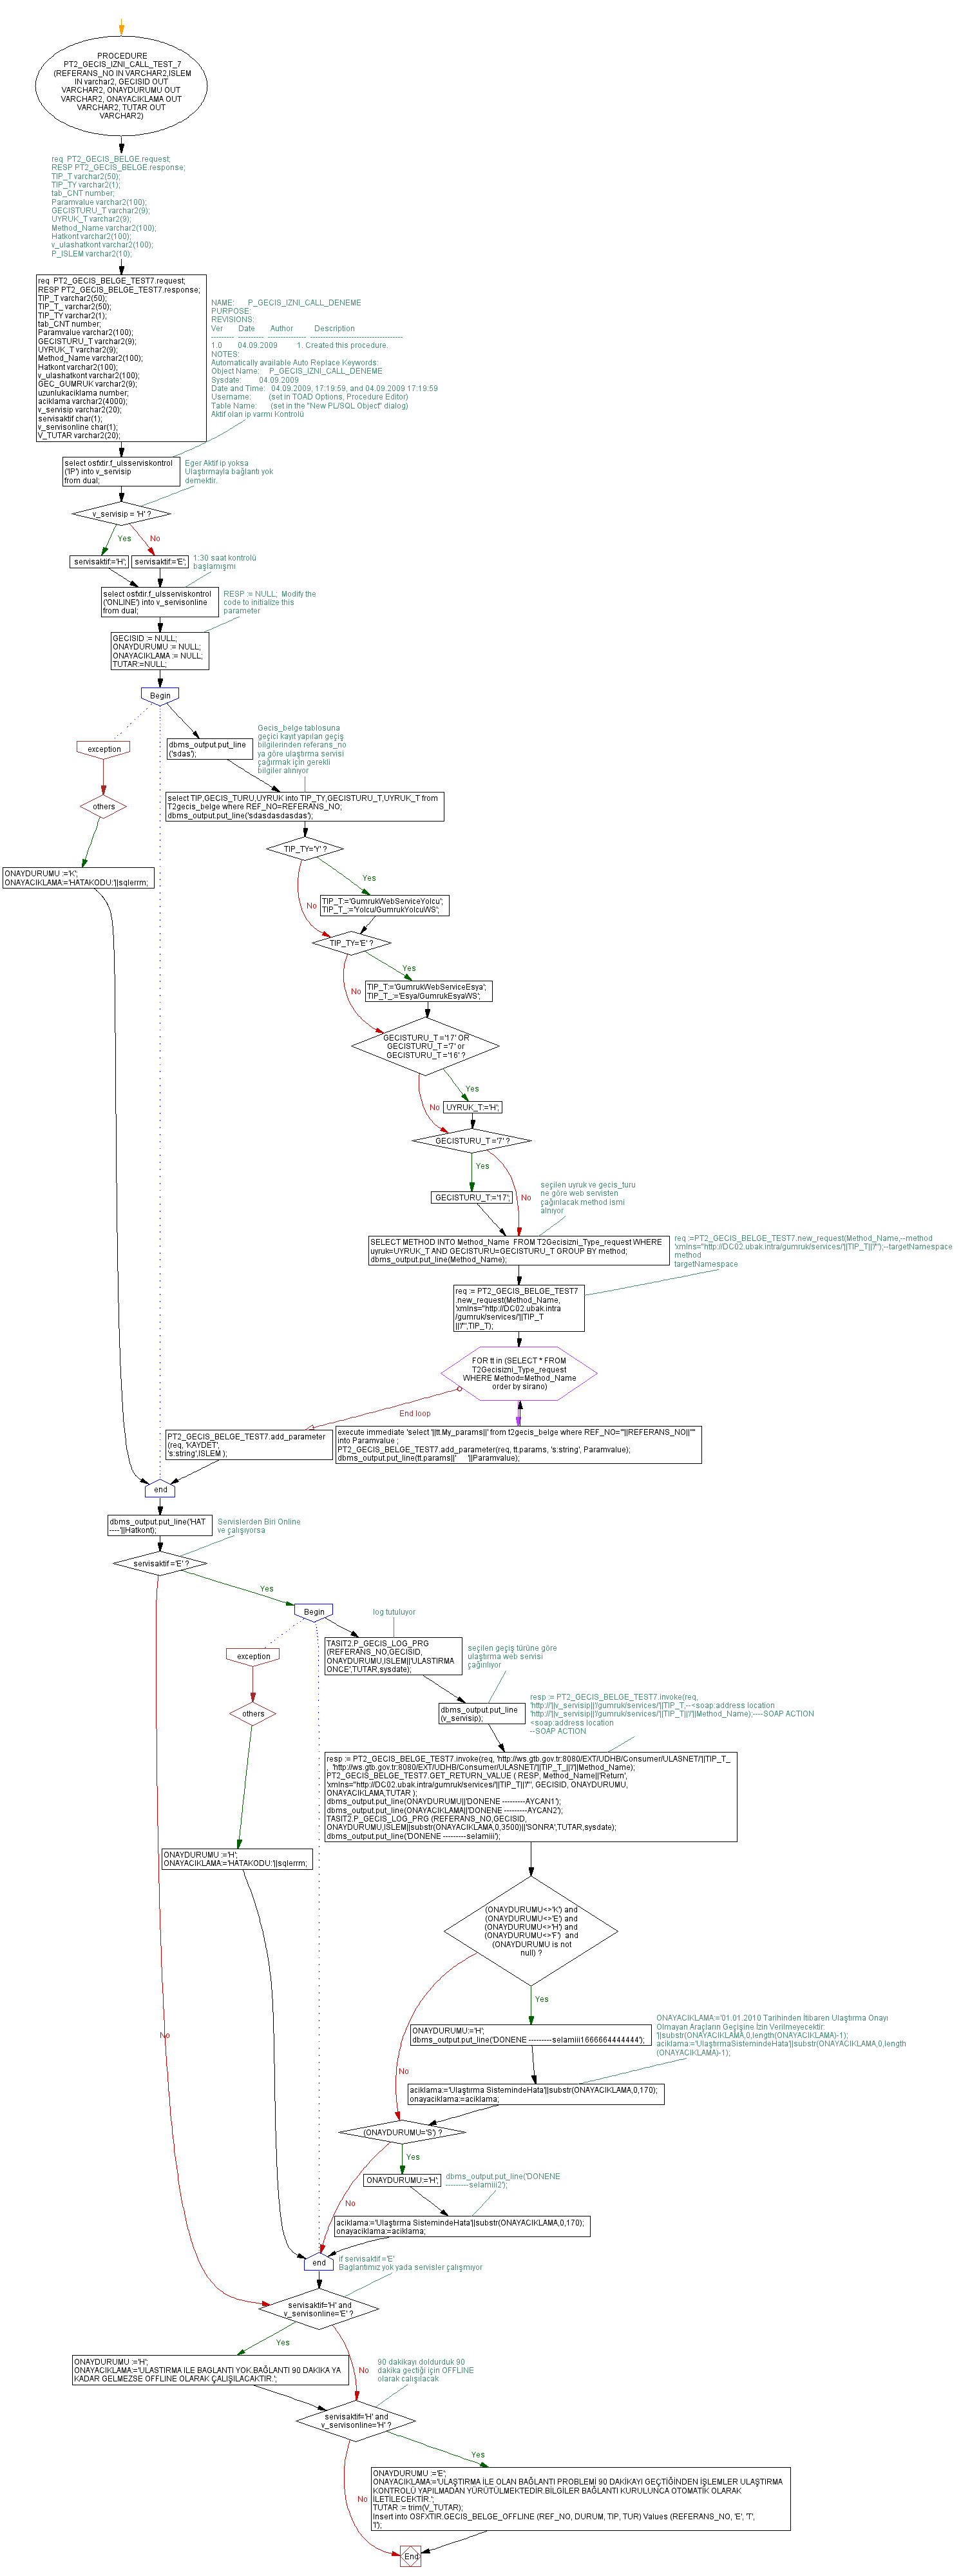 PROCEDURE
PT2_GECIS_IZNI_CALL_TEST_7
(REFERANS_NO IN VARCHAR2,ISLEM
IN varchar2, GECISID OUT
VARCHAR2, ONAYDURUMU OUT
VARCHAR2, ONAYACIKLAMA OUT
VARCHAR2, TUTAR OUT
VARCHAR2)
req  PT2_GECIS_BELGE.request;
RESP PT2_GECIS_BELGE.response;
TIP_T varchar2(50);
TIP_TY varchar2(1);
tab_CNT number;
Paramvalue varchar2(100);
GECISTURU_T varchar2(9);
UYRUK_T varchar2(9);
Method_Name varchar2(100);
Hatkont varchar2(100);
v_ulashatkont varchar2(100);
P_ISLEM varchar2(10);
req  PT2_GECIS_BELGE_TEST7.request;
RESP PT2_GECIS_BELGE_TEST7.response;
TIP_T varchar2(50);
TIP_T_ varchar2(50);
TIP_TY varchar2(1);
tab_CNT number;
Paramvalue varchar2(100);
GECISTURU_T varchar2(9);
UYRUK_T varchar2(9);
Method_Name varchar2(100);
Hatkont varchar2(100);
v_ulashatkont varchar2(100);
GEC_GUMRUK varchar2(9);
uzunlukaciklama number;
aciklama varchar2(4000);
v_servisip varchar2(20);
servisaktif char(1);
v_servisonline char(1);
V_TUTAR varchar2(20);
NAME:       P_GECIS_IZNI_CALL_DENEME
PURPOSE:
REVISIONS:
Ver        Date        Author           Description
---------  ----------  ---------------  ------------------------------------
1.0        04.09.2009          1. Created this procedure.
NOTES:
Automatically available Auto Replace Keywords:
Object Name:     P_GECIS_IZNI_CALL_DENEME
Sysdate:         04.09.2009
Date and Time:   04.09.2009, 17:19:59, and 04.09.2009 17:19:59
Username:         (set in TOAD Options, Procedure Editor)
Table Name:       (set in the "New PL/SQL Object" dialog)
Aktif olan ip varmı Kontrolü
select osfxtir.f_ulsserviskontrol
('IP') into v_servisip
from dual;
Eger Aktif ip yoksa
Ulaştırmayla bağlantı yok
demektir.
v_servisip = 'H' ?
Yes
No
servisaktif:='H';
servisaktif:='E';
1:30 saat kontrolü
başlamışmı
select osfxtir.f_ulsserviskontrol
('ONLINE') into v_servisonline
from dual;
RESP := NULL;  Modify the
code to initialize this
parameter
GECISID := NULL;
ONAYDURUMU := NULL;
ONAYACIKLAMA := NULL;
TUTAR:=NULL;
Begin
exception
others
ONAYDURUMU :='K';
ONAYACIKLAMA:='HATAKODU:'||sqlerrm;
dbms_output.put_line
('sdas');
Gecis_belge tablosuna
geçici kayıt yapılan geçiş
bilgilerinden referans_no
ya göre ulaştırma servisi
çağırmak için gerekli
bilgiler alınıyor
select TIP,GECIS_TURU,UYRUK into TIP_TY,GECISTURU_T,UYRUK_T from
T2gecis_belge where REF_NO=REFERANS_NO;
dbms_output.put_line('sdasdasdasdas');
TIP_TY='Y' ?
Yes
No
TIP_T:='GumrukWebServiceYolcu';
TIP_T_:='Yolcu/GumrukYolcuWS';
TIP_TY='E' ?
Yes
No
TIP_T:='GumrukWebServiceEsya';
TIP_T_:='Esya/GumrukEsyaWS';
GECISTURU_T ='17' OR
GECISTURU_T ='7' or
GECISTURU_T ='16' ?
Yes
No
UYRUK_T:='H';
GECISTURU_T ='7' ?
Yes
No
GECISTURU_T:='17';
seçilen uyruk ve gecis_turu
ne göre web servisten
çağırılacak method ismi
alınıyor
SELECT METHOD INTO Method_Name  FROM T2Gecisizni_Type_request WHERE
uyruk=UYRUK_T AND GECISTURU=GECISTURU_T GROUP BY method;
dbms_output.put_line(Method_Name);
req :=PT2_GECIS_BELGE_TEST7.new_request(Method_Name,--method
'xmlns="http://DC02.ubak.intra/gumruk/services/'||TIP_T||'/"');--targetNamespace
method
targetNamespace
req := PT2_GECIS_BELGE_TEST7
.new_request(Method_Name,
'xmlns="http://DC02.ubak.intra
/gumruk/services/'||TIP_T
||'/"',TIP_T);
FOR tt in (SELECT * FROM
T2Gecisizni_Type_request
WHERE Method=Method_Name
order by sirano)
End loop
PT2_GECIS_BELGE_TEST7.add_parameter
(req, 'KAYDET',
's:string',ISLEM );
execute immediate 'select '||tt.My_params||' from t2gecis_belge where REF_NO='''||REFERANS_NO||''''
into Paramvalue ;
PT2_GECIS_BELGE_TEST7.add_parameter(req, tt.params, 's:string', Paramvalue);
dbms_output.put_line(tt.params||'      '||Paramvalue);
end
dbms_output.put_line('HAT
----'||Hatkont);
Servislerden Biri Online
ve çalışıyorsa
servisaktif ='E' ?
Yes
No
Begin
exception
others
ONAYDURUMU :='H';
ONAYACIKLAMA:='HATAKODU:'||sqlerrm;
log tutuluyor
TASIT2.P_GECIS_LOG_PRG
(REFERANS_NO,GECISID,
ONAYDURUMU,ISLEM||'ULASTIRMA
ONCE',TUTAR,sysdate);
seçilen geçiş türüne göre
ulaştırma web servisi
çağırılıyor
dbms_output.put_line
(v_servisip);
resp := PT2_GECIS_BELGE_TEST7.invoke(req,
'http://'||v_servisip||'/gumruk/services/'||TIP_T,--<soap:address location
'http://'||v_servisip||'/gumruk/services/'||TIP_T||'/'||Method_Name);----SOAP ACTION
<soap:address location
--SOAP ACTION
resp := PT2_GECIS_BELGE_TEST7.invoke(req, 'http://ws.gtb.gov.tr:8080/EXT/UDHB/Consumer/ULASNET/'||TIP_T_
,  'http://ws.gtb.gov.tr:8080/EXT/UDHB/Consumer/ULASNET/'||TIP_T_||'/'||Method_Name);
PT2_GECIS_BELGE_TEST7.GET_RETURN_VALUE ( RESP, Method_Name||'Return',
'xmlns="http://DC02.ubak.intra/gumruk/services/'||TIP_T||'/"', GECISID, ONAYDURUMU,
ONAYACIKLAMA,TUTAR );
dbms_output.put_line(ONAYDURUMU||'DONENE ---------AYCAN1');
dbms_output.put_line(ONAYACIKLAMA||'DONENE ---------AYCAN2');
TASIT2.P_GECIS_LOG_PRG (REFERANS_NO,GECISID,
ONAYDURUMU,ISLEM||substr(ONAYACIKLAMA,0,3500)||'SONRA',TUTAR,sysdate);
dbms_output.put_line('DONENE ---------selamiii');
(ONAYDURUMU<>'K') and
(ONAYDURUMU<>'E') and
(ONAYDURUMU<>'H') and
(ONAYDURUMU<>'F')  and
(ONAYDURUMU is not
null) ?
Yes
No
ONAYDURUMU:='H';
dbms_output.put_line('DONENE ---------selamiii1666664444444');
ONAYACIKLAMA:='01.01.2010 Tarihinden İtibaren Ulaştırma Onayı
Olmayan Araçların Geçişine İzin Verilmeyecektir:
'||substr(ONAYACIKLAMA,0,length(ONAYACIKLAMA)-1);
aciklama:='UlaştırmaSistemindeHata'||substr(ONAYACIKLAMA,0,length
(ONAYACIKLAMA)-1);
aciklama:='Ulaştırma SistemindeHata'||substr(ONAYACIKLAMA,0,170);
onayaciklama:=aciklama;
(ONAYDURUMU='S') ?
Yes
No
ONAYDURUMU:='H';
dbms_output.put_line('DONENE
---------selamiii2');
aciklama:='Ulaştırma SistemindeHata'||substr(ONAYACIKLAMA,0,170);
onayaciklama:=aciklama;
end
if servisaktif ='E'
Baglantımız yok yada servisler çalışmıyor
servisaktif='H' and
v_servisonline='E' ?
Yes
No
ONAYDURUMU :='H';
ONAYACIKLAMA:='ULASTIRMA ILE BAGLANTI YOK.BAĞLANTI 90 DAKIKA YA
KADAR GELMEZSE OFFLINE OLARAK ÇALIŞILACAKTIR.';
90 dakikayı doldurduk 90
dakika gectiği için OFFLINE
olarak çalışılacak
servisaktif='H' and
v_servisonline='H' ?
Yes
No
ONAYDURUMU :='E';
ONAYACIKLAMA:='ULAŞTIRMA İLE OLAN BAĞLANTI PROBLEMİ 90 DAKİKAYI GEÇTİĞİNDEN İŞLEMLER ULAŞTIRMA
KONTROLÜ YAPILMADAN YÜRÜTÜLMEKTEDİR.BİLGİLER BAĞLANTI KURULUNCA OTOMATİK OLARAK
İLETİLECEKTİR.';
TUTAR := trim(V_TUTAR);
Insert into OSFXTIR.GECIS_BELGE_OFFLINE (REF_NO, DURUM, TIP, TUR) Values (REFERANS_NO, 'E', 'T',
'I');
End